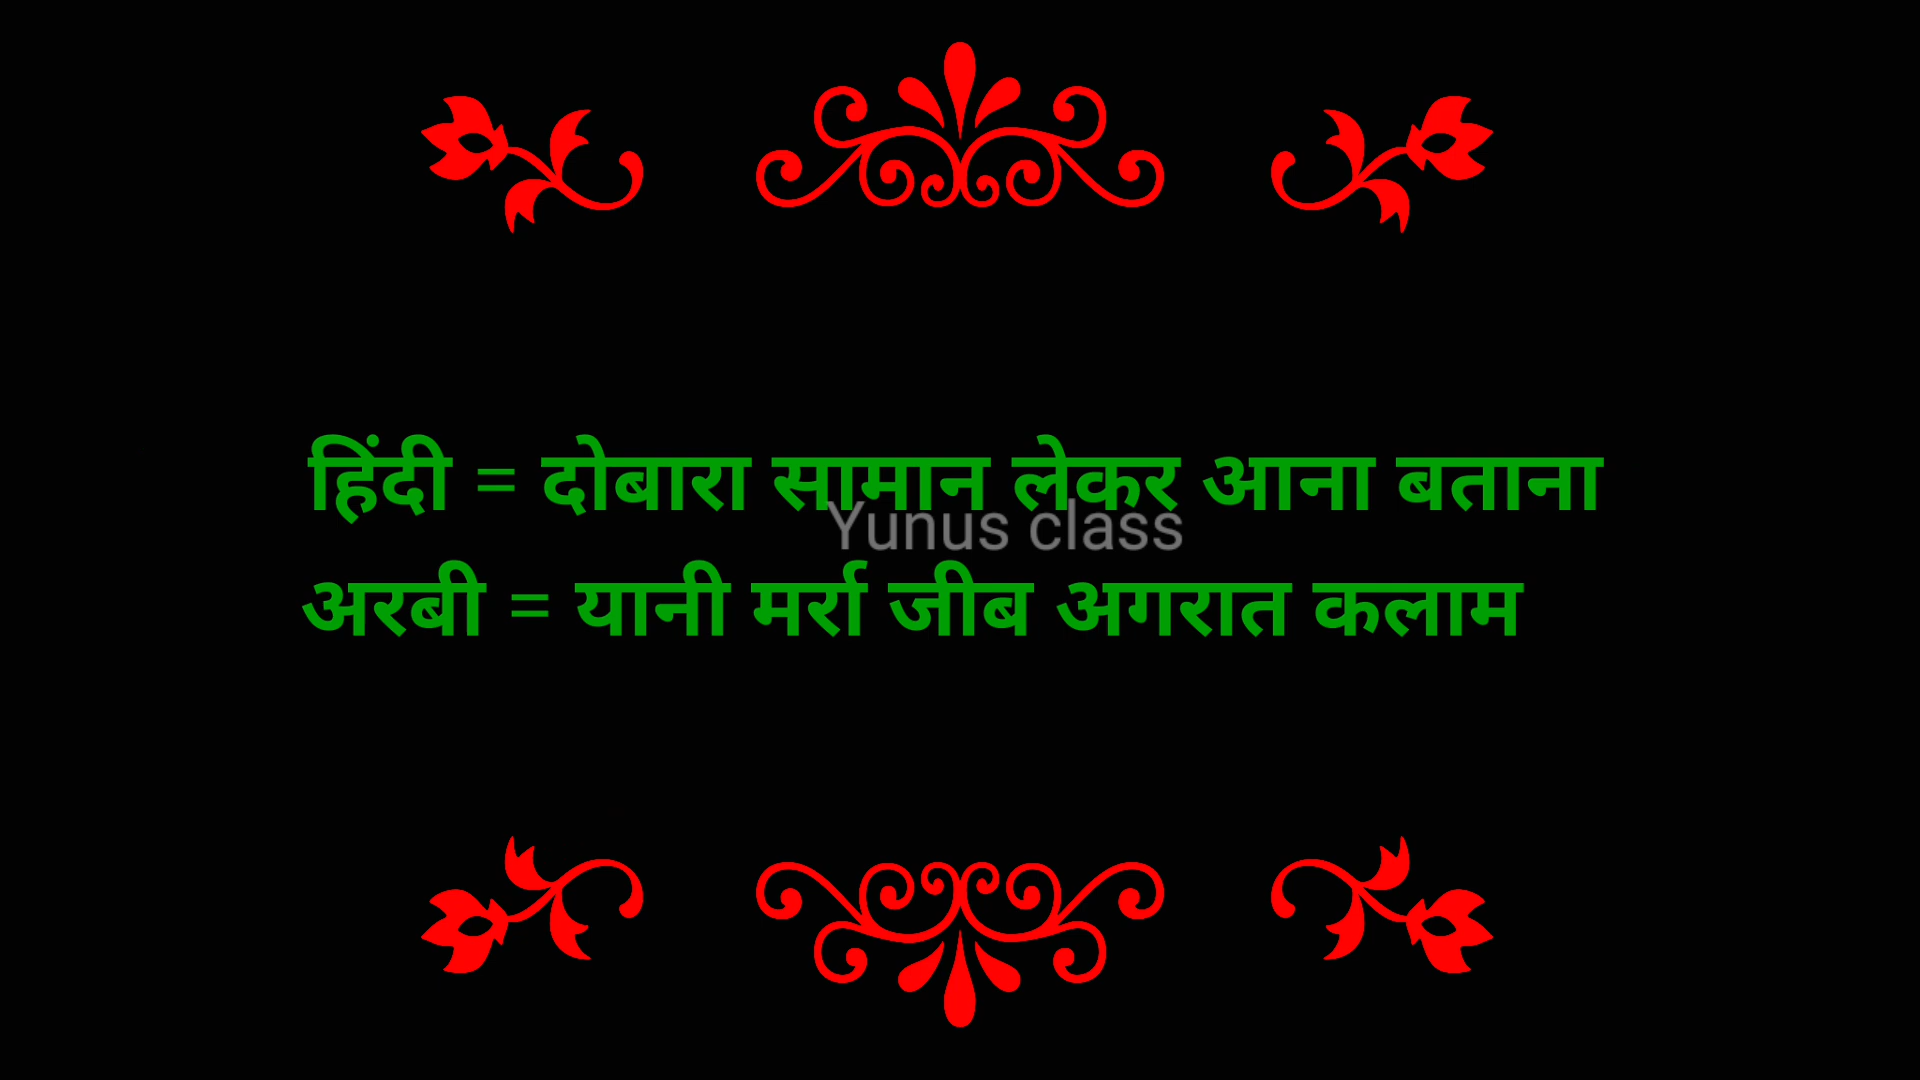 हिंदी = दोबारा सामान लेकर आना बताना
Yunus class
अरबी = यानी मर्रा जीब अगरात कलाम